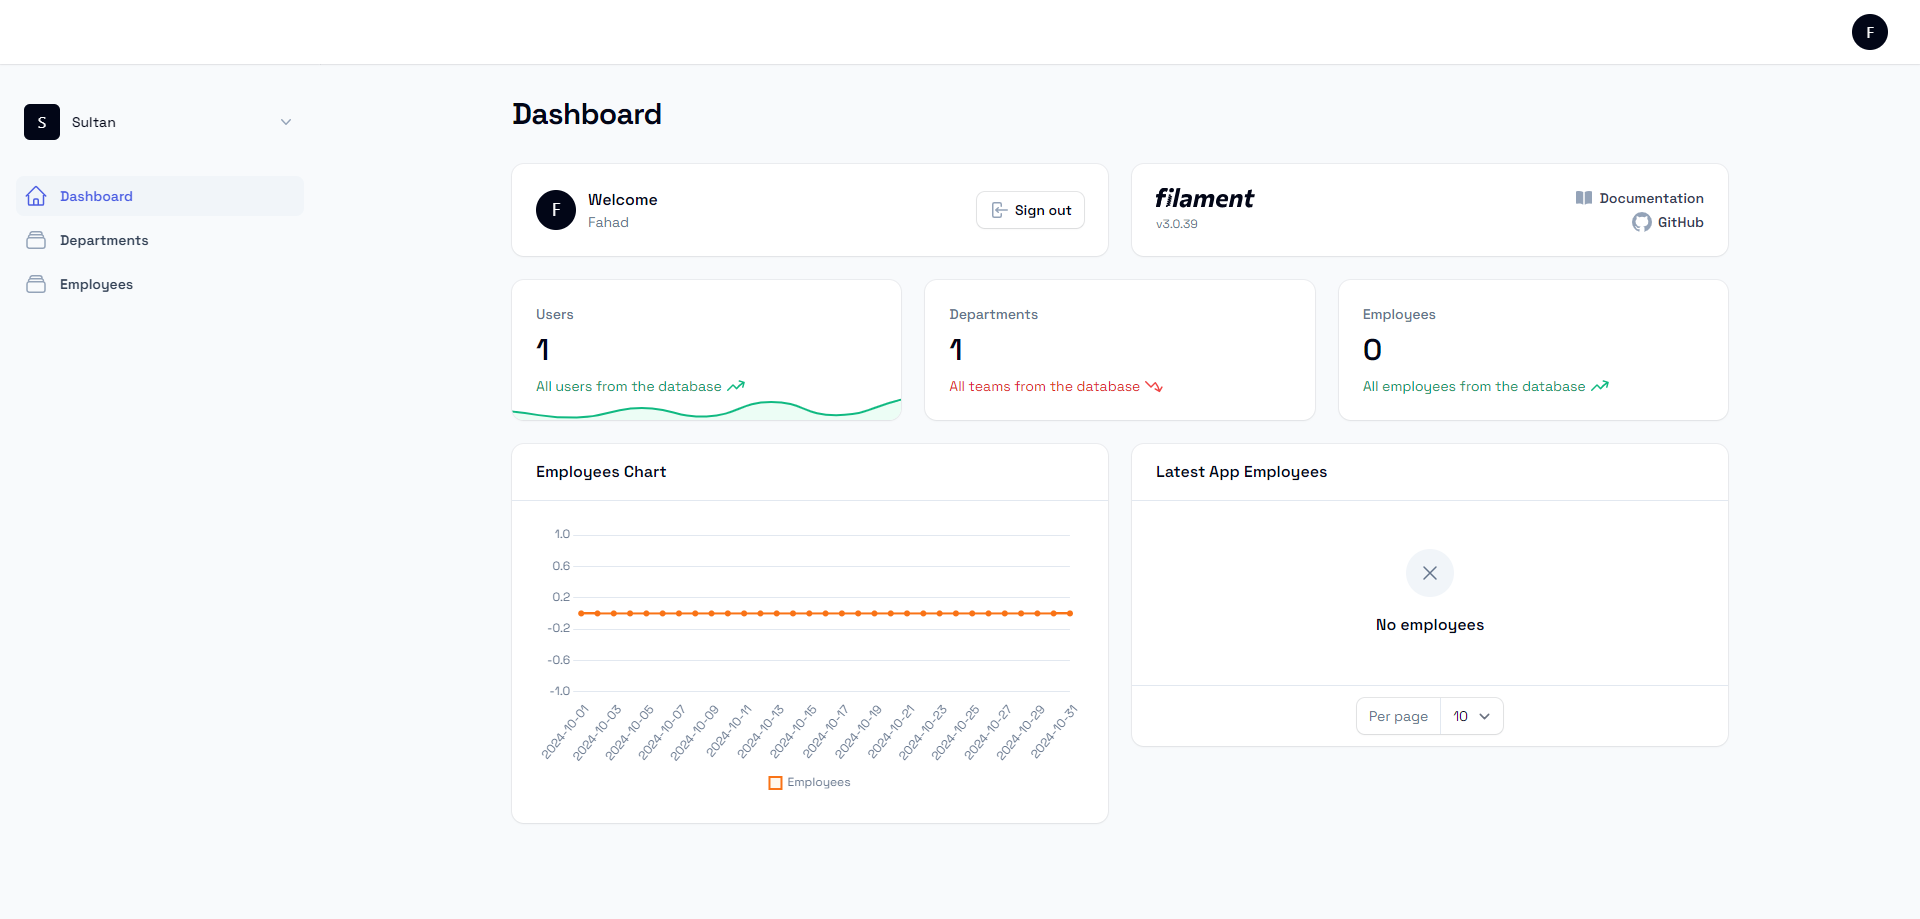 F
S
Sultan
Dashboard
Departments
Employees
Dashboard
F
Welcome
Fahad
Sign out
filament
v3.0.39
Documentation
GitHub
Users
1
All users from the database
Departments
1
All teams from the database
Employees
0
All employees from the database
Employees Chart
1.0
0.6
0.2
-0.2
-0.6
-1.0
2024-10-01
2024-10-03
2024-10-05
2024-10-07
2024-10-09
2024-10-11
2024-10-13
2024-10-15
2024-10-17
2024-10-19
2024-10-21
2024-10-23
2024-10-25
2024-10-27
2024-10-29
2024-10-31
Employees
Latest App Employees
No employees
Per page
10